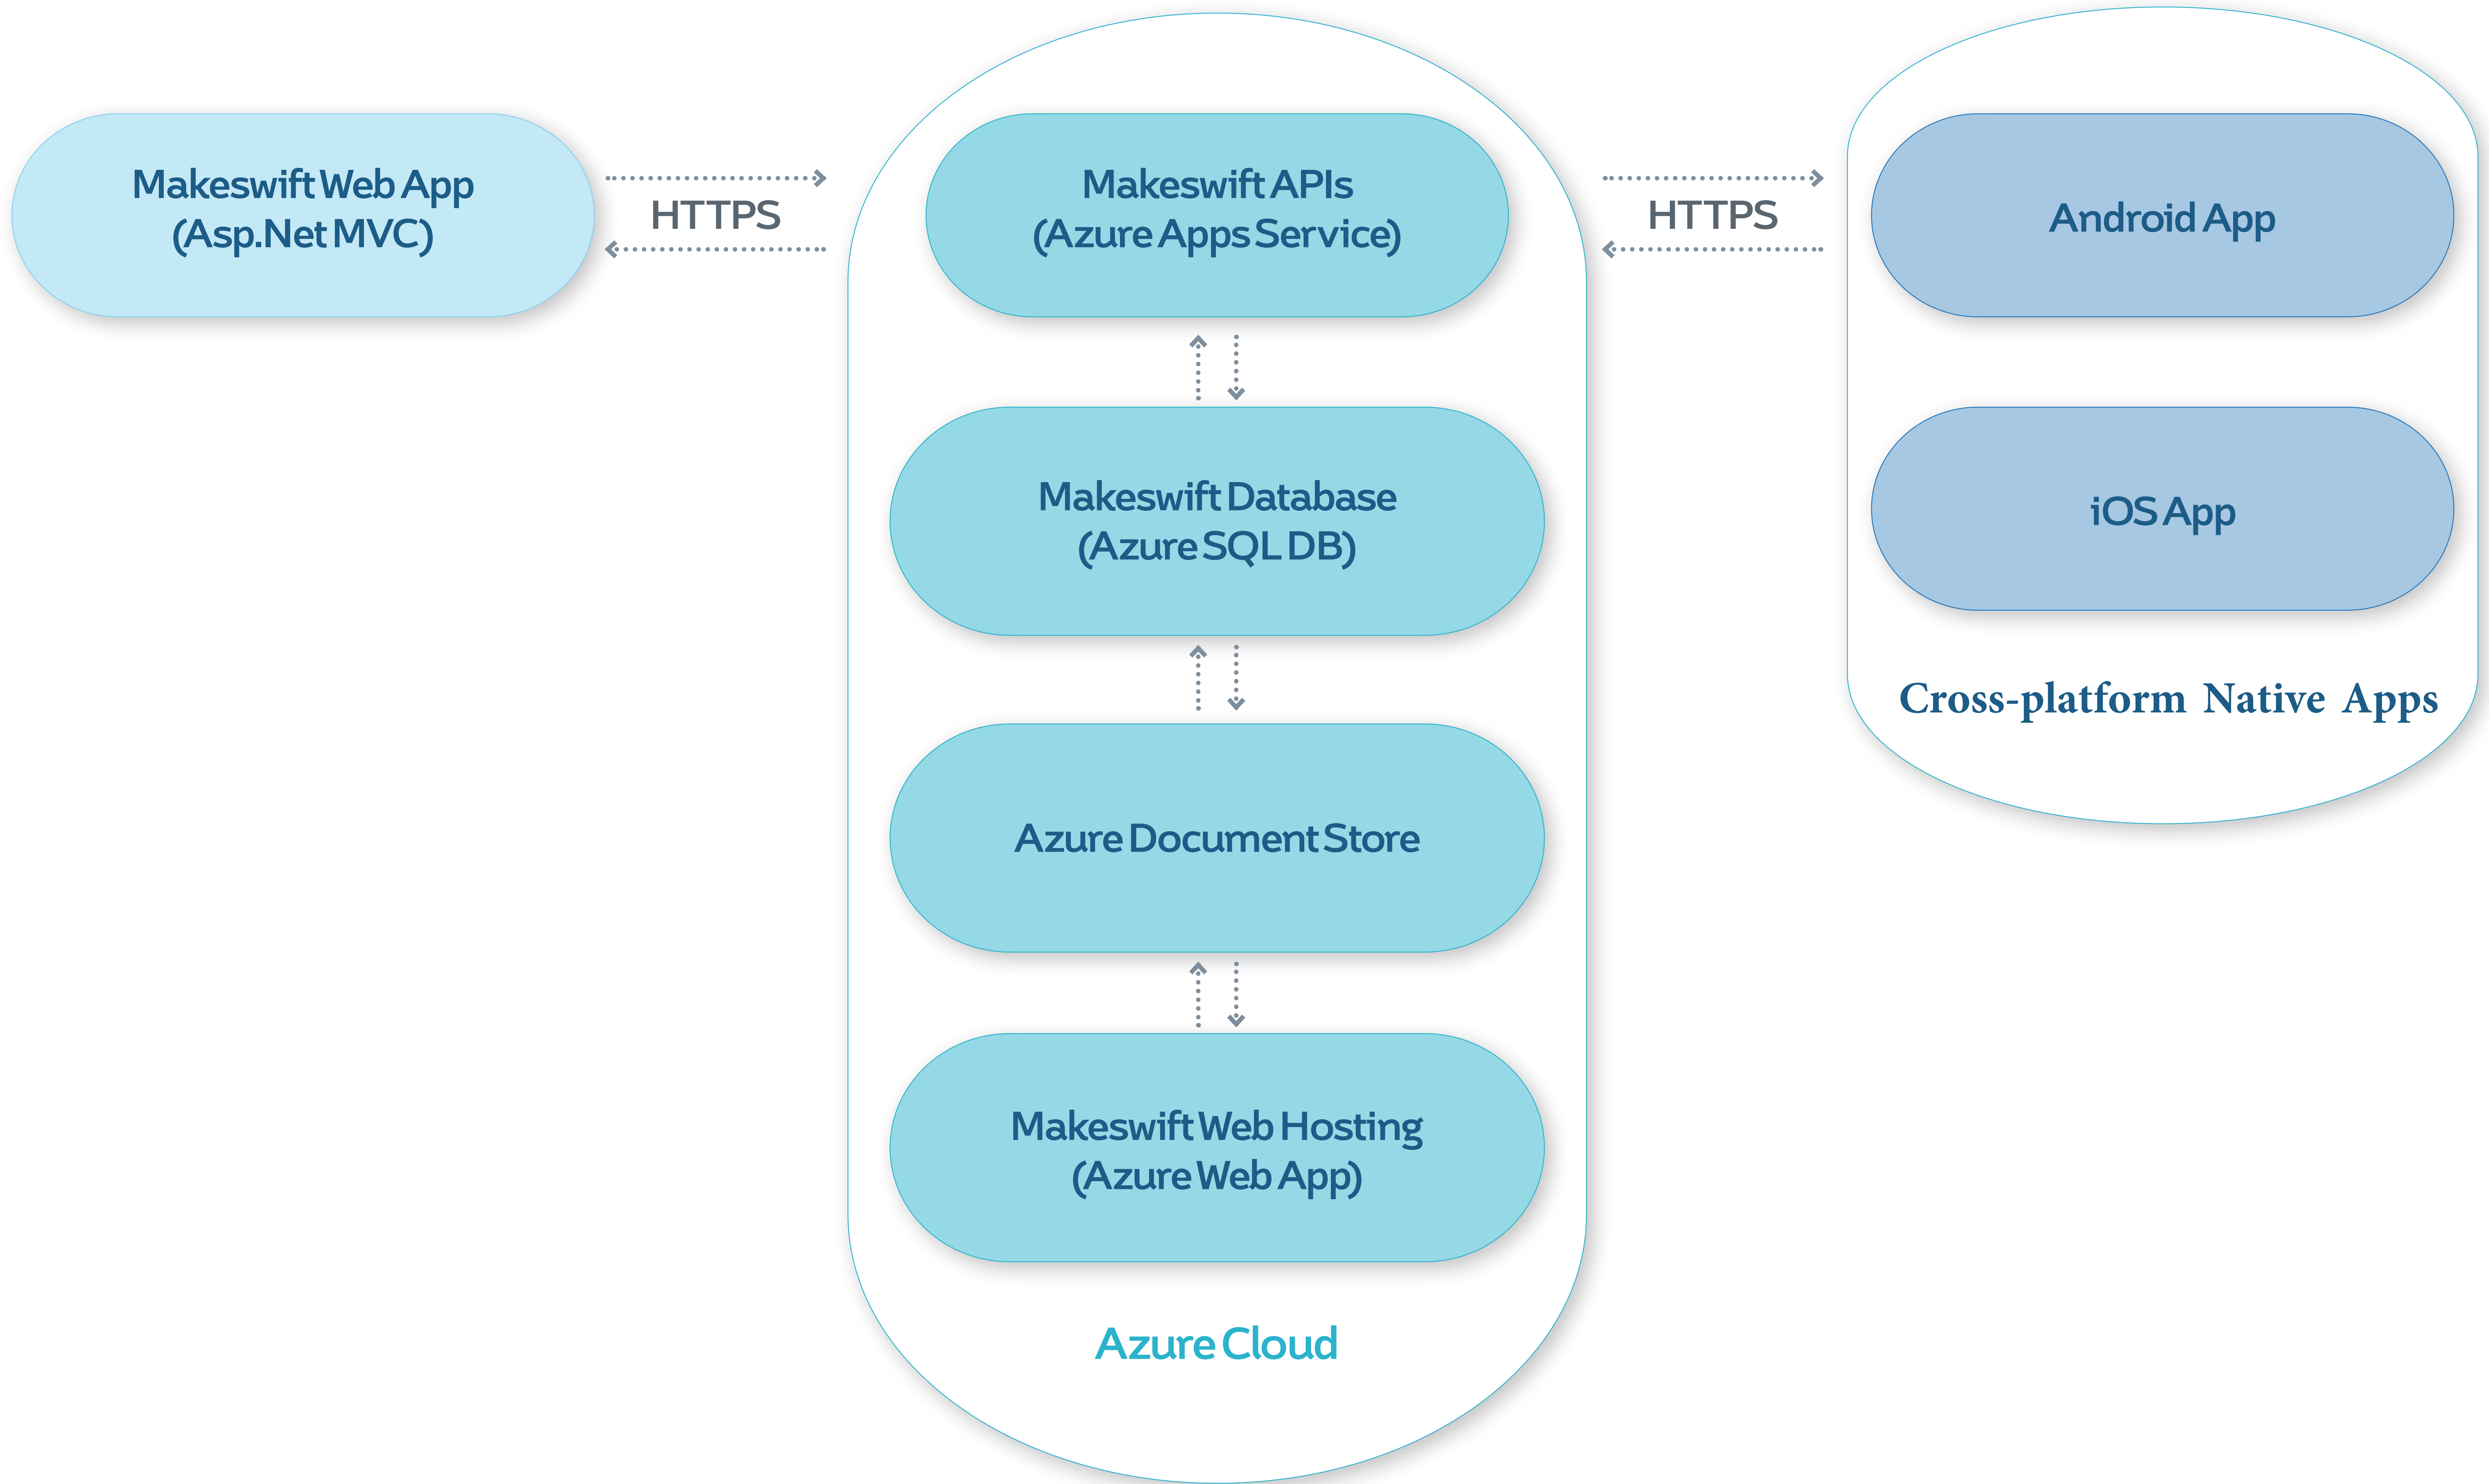 Makeswift Web App
(Asp.Net MVC)
HTTPS
Makeswift APIs
(Azure Apps Service)
Makeswift Database
(Azure SQL DB)
Azure Document Store
Makeswift Web Hosting
(Azure Web App)
Azure Cloud
HTTPS
Android App
iOS App
Cross-platform Native Apps